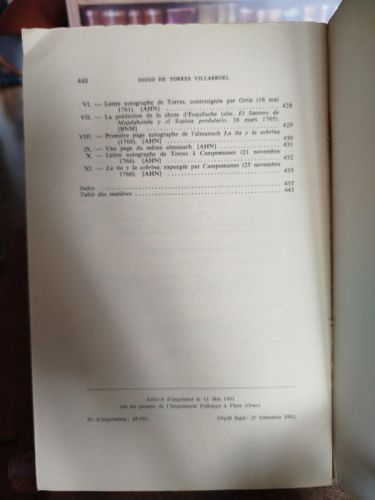 448 DIEGO DE TORRES VILLARROEL
VI. — Lettre autographe de Torres, contresignée par Ortiz (16 mai
1761). [AHN] 428
VII. — La prédiction de la chute d'Esquilache (alm. El Santero de
Majalahonda y el Sopista perdulario, 26 mars 1765).
[BNM] 429
VIII. — Première page autographe de l'almanach La tía y la sobrina
(1766). [AHN] 430
IX. — Une page du même almanach. [AHN] 431
X. — Lettre autographe de Torres à Campomanes (21 novembre
1766). [AHN] 432
XI. — La tía y la sobrina, expurgée par Campomanes (25 novembre
1766). [AHN] 433
Index 435
Table des matières 443
Achevé d'imprimer le 11 Mai 1981
sur les presses de l'Imprimerie Folloppe à Flers (Orne)
N° d'impression : Dépôt légal : 2e trimestre 1981.